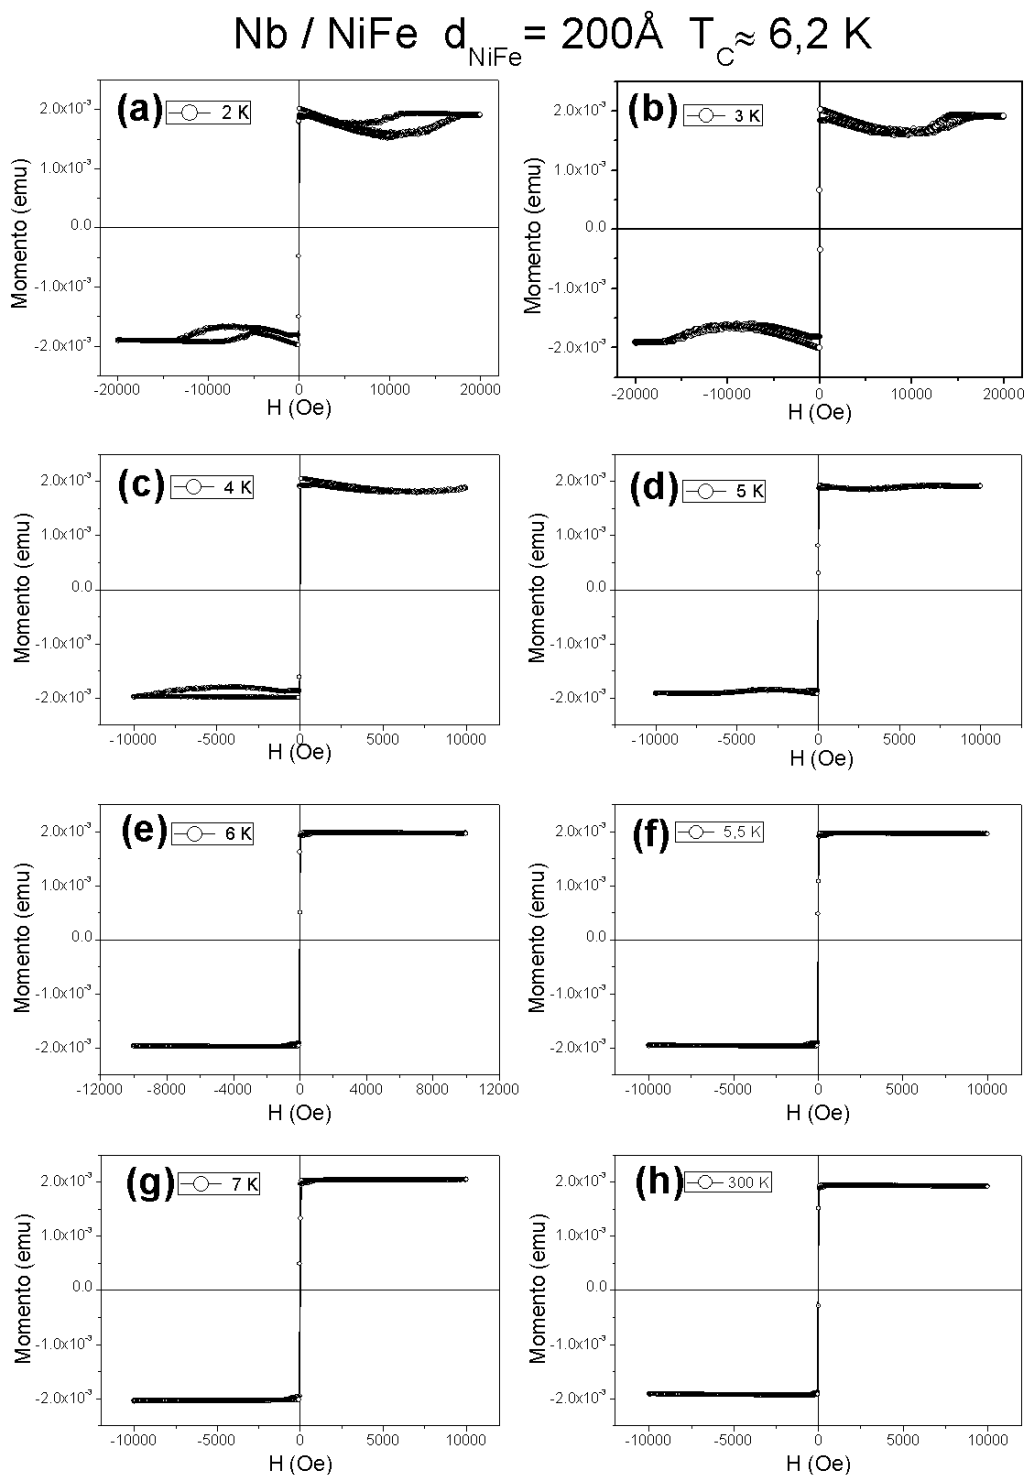 Nb / NiFe d_NiFe = 200Å T_C ≈ 6,2 K
(a) 2 K
Momento (emu)
2.0x10⁻³
1.0x10⁻³
0.0
-1.0x10⁻³
-2.0x10⁻³
-20000 -10000 0 10000 20000
H (Oe)
(b) 3 K
Momento (emu)
2.0x10⁻³
1.0x10⁻³
0.0
-1.0x10⁻³
-2.0x10⁻³
-20000 -10000 0 10000 20000
H (Oe)
(c) 4 K
Momento (emu)
2.0x10⁻³
1.0x10⁻³
0.0
-1.0x10⁻³
-2.0x10⁻³
-10000 -5000 0 5000 10000
H (Oe)
(d) 5 K
Momento (emu)
2.0x10⁻³
1.0x10⁻³
0.0
-1.0x10⁻³
-2.0x10⁻³
-10000 -5000 0 5000 10000
H (Oe)
(e) 6 K
Momento (emu)
2.0x10⁻³
1.0x10⁻³
0.0
-1.0x10⁻³
-2.0x10⁻³
-12000 -8000 -4000 0 4000 8000 12000
H (Oe)
(f) 5,5 K
Momento (emu)
2.0x10⁻³
1.0x10⁻³
0.0
-1.0x10⁻³
-2.0x10⁻³
-10000 -5000 0 5000 10000
H (Oe)
(g) 7 K
Momento (emu)
2.0x10⁻³
1.0x10⁻³
0.0
-1.0x10⁻³
-2.0x10⁻³
-10000 -5000 0 5000 10000
H (Oe)
(h) 300 K
Momento (emu)
2.0x10⁻³
1.0x10⁻³
0.0
-1.0x10⁻³
-2.0x10⁻³
-10000 -5000 0 5000 10000
H (Oe)